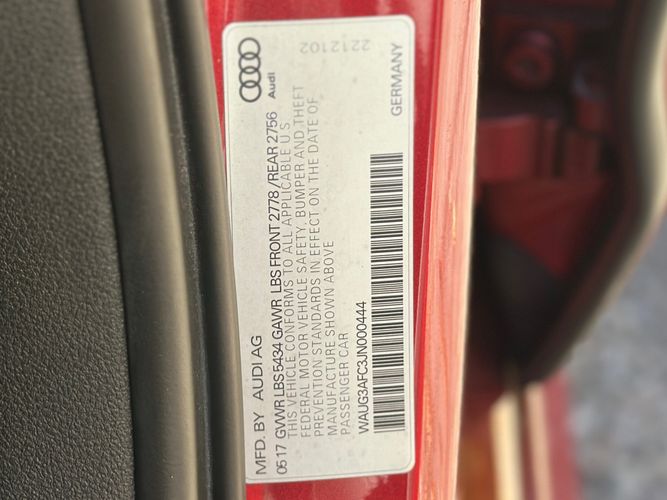 MFD. BY AUDI AG
05 17 GVWR LBS 5434 GAWR LBS FRONT 2778 / REAR 2756
THIS VEHICLE CONFORMS TO ALL APPLICABLE U S
FEDERAL MOTOR VEHICLE SAFETY, BUMPER AND THEFT
PREVENTION STANDARDS IN EFFECT ON THE DATE OF
MANUFACTURE SHOWN ABOVE
PASSENGER CAR
WAUG3AFC3JN000444
Audi
2212102
GERMANY